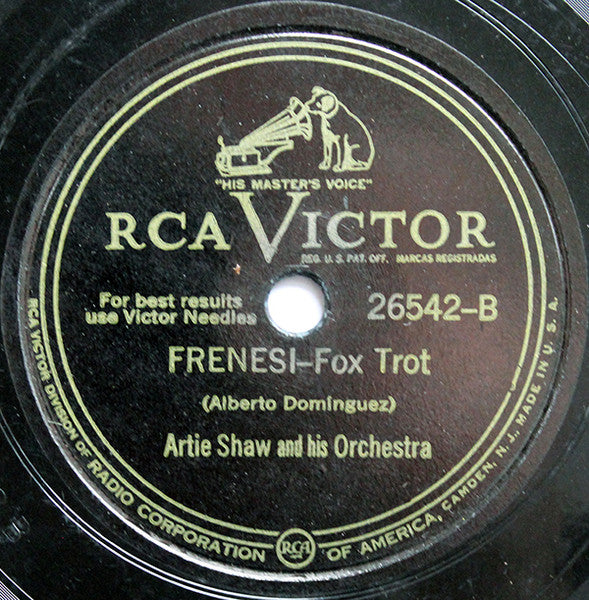 "HIS MASTER'S VOICE"
RCA VICTOR
REG. U. S. PAT. OFF. MARCAS REGISTRADAS
For best results
use Victor Needles
26542-B
FRENESI-Fox Trot
(Alberto Dominguez)
Artie Shaw and his Orchestra
RCA VICTOR DIVISION OF RADIO CORPORATION OF AMERICA, CAMDEN, N. J., MADE IN U. S. A.
RCA